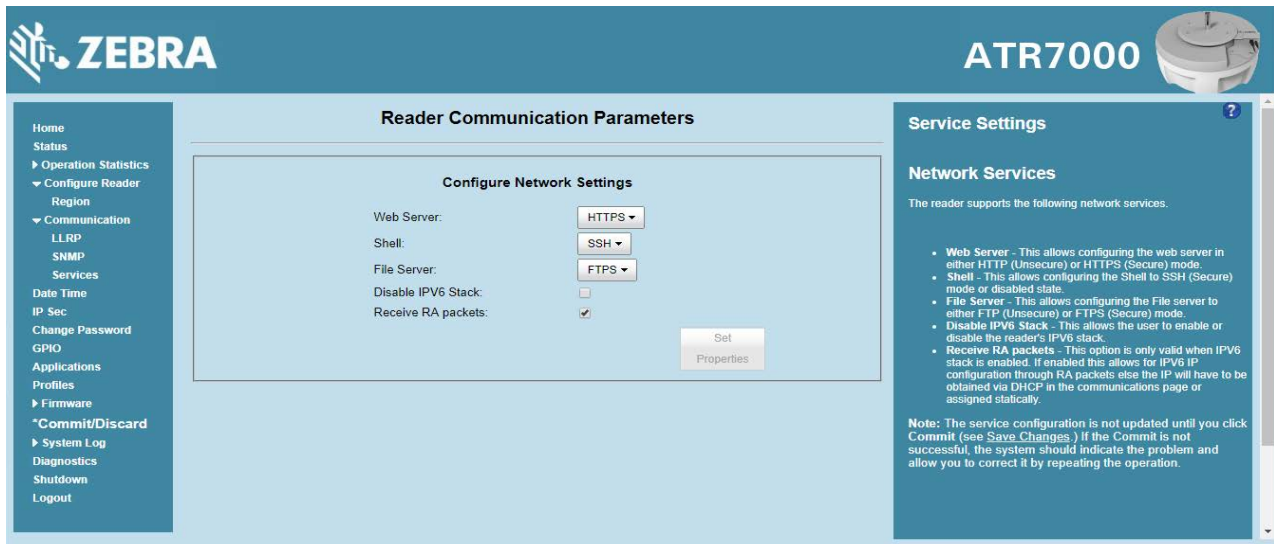 ZEBRA
ATR7000
Home
Status
Operation Statistics
Configure Reader
Region
Communication
LLRP
SNMP
Services
Date Time
IP Sec
Change Password
GPIO
Applications
Profiles
Firmware
*Commit/Discard
System Log
Diagnostics
Shutdown
Logout
Reader Communication Parameters
Configure Network Settings
Web Server: HTTPS
Shell: SSH
File Server: FTPS
Disable IPV6 Stack:
Receive RA packets:
Set
Properties
?
Service Settings
Network Services
The reader supports the following network services.
Web Server - This allows configuring the web server in
either HTTP (Unsecure) or HTTPS (Secure) mode.
Shell - This allows configuring the Shell to SSH (Secure)
mode or disabled state.
File Server - This allows configuring the File server to
either FTP (Unsecure) or FTPS (Secure) mode.
Disable IPV6 Stack - This allows the user to enable or
disable the reader's IPV6 stack.
Receive RA packets - This option is only valid when IPV6
stack is enabled. If enabled this allows for IPV6 IP
configuration through RA packets else the IP will have to be
obtained via DHCP in the communications page or
assigned statically.
Note: The service configuration is not updated until you click
Commit (see Save Changes.) If the Commit is not
successful, the system should indicate the problem and
allow you to correct it by repeating the operation.